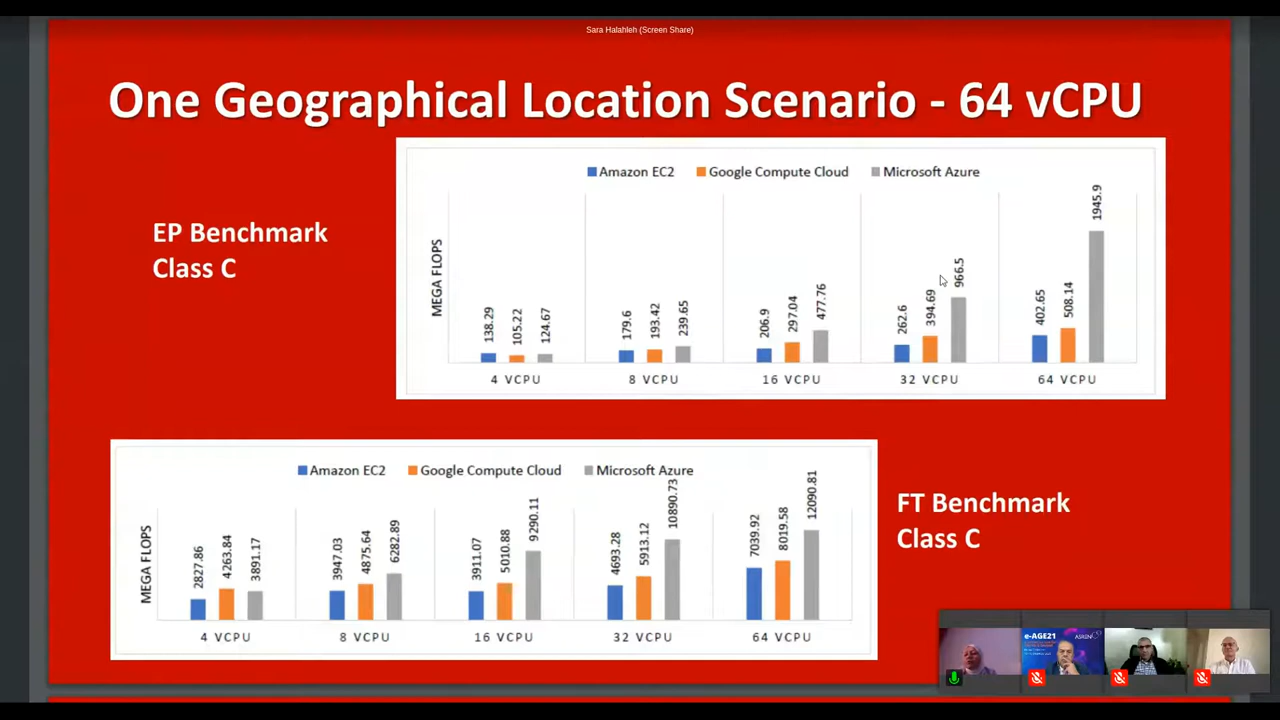 Sara Halahleh (Screen Share)
One Geographical Location Scenario - 64 vCPU
EP Benchmark
Class C
Amazon EC2 Google Compute Cloud Microsoft Azure
MEGA FLOPS
138.29 105.22 124.67
179.6 193.42 239.65
206.9 297.04 477.76
262.6 394.69 966.5
402.65 508.14 1945.9
4 VCPU 8 VCPU 16 VCPU 32 VCPU 64 VCPU
Amazon EC2 Google Compute Cloud Microsoft Azure
MEGA FLOPS
2827.86 4263.84 3891.17
3947.03 4875.64 6282.89
3911.07 5010.88 9290.11
4693.28 5913.12 10890.73
7039.92 8019.58 12090.81
4 VCPU 8 VCPU 16 VCPU 32 VCPU 64 VCPU
FT Benchmark
Class C
e-AGE21